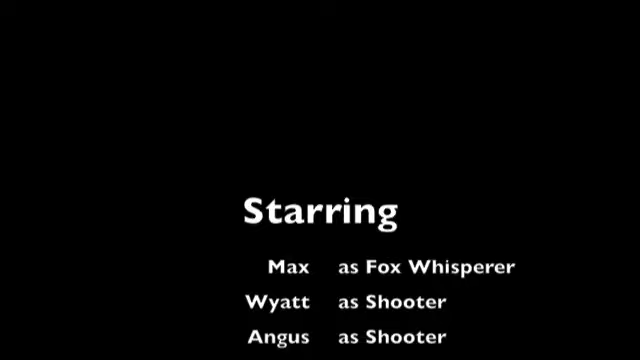 Starring
Max as Fox Whisperer
Wyatt as Shooter
Angus as Shooter